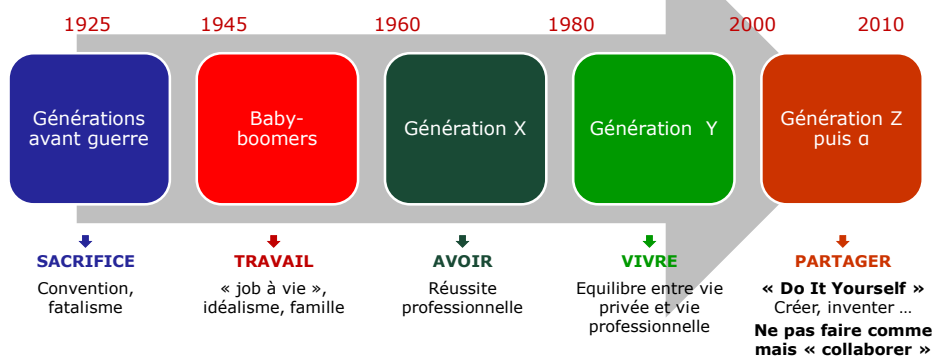 1925 1945 1960 1980 2000 2010
Générations
avant guerre
Baby-
boomers
Génération X
Génération Y
Génération Z
puis α
SACRIFICE
Convention,
fatalisme
TRAVAIL
« job à vie »,
idéalisme, famille
AVOIR
Réussite
professionnelle
VIVRE
Equilibre entre vie
privée et vie
professionnelle
PARTAGER
« Do It Yourself »
Créer, inventer …
Ne pas faire comme
mais « collaborer »